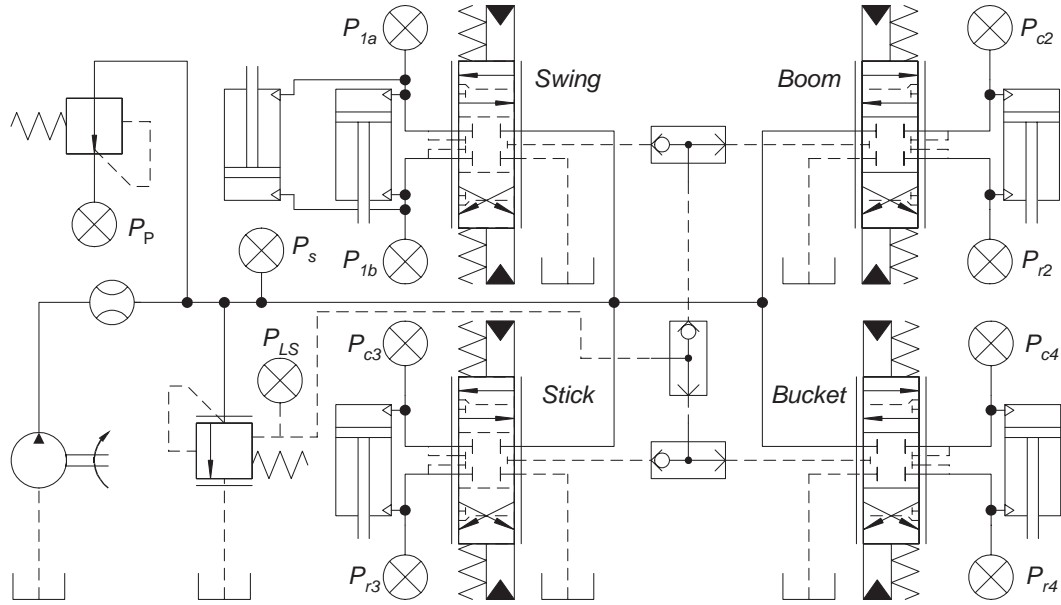 P1a
Pc2
Swing
Boom
PP
Ps
P1b
Pr2
PLS
Pc3
Pc4
Stick
Bucket
Pr3
Pr4